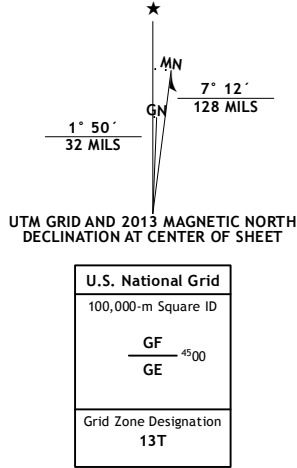 ★
MN
7° 12´
128 MILS
GN
1° 50´
32 MILS
UTM GRID AND 2013 MAGNETIC NORTH
DECLINATION AT CENTER OF SHEET
U.S. National Grid
100,000-m Square ID
GF
4500
GE
Grid Zone Designation
13T